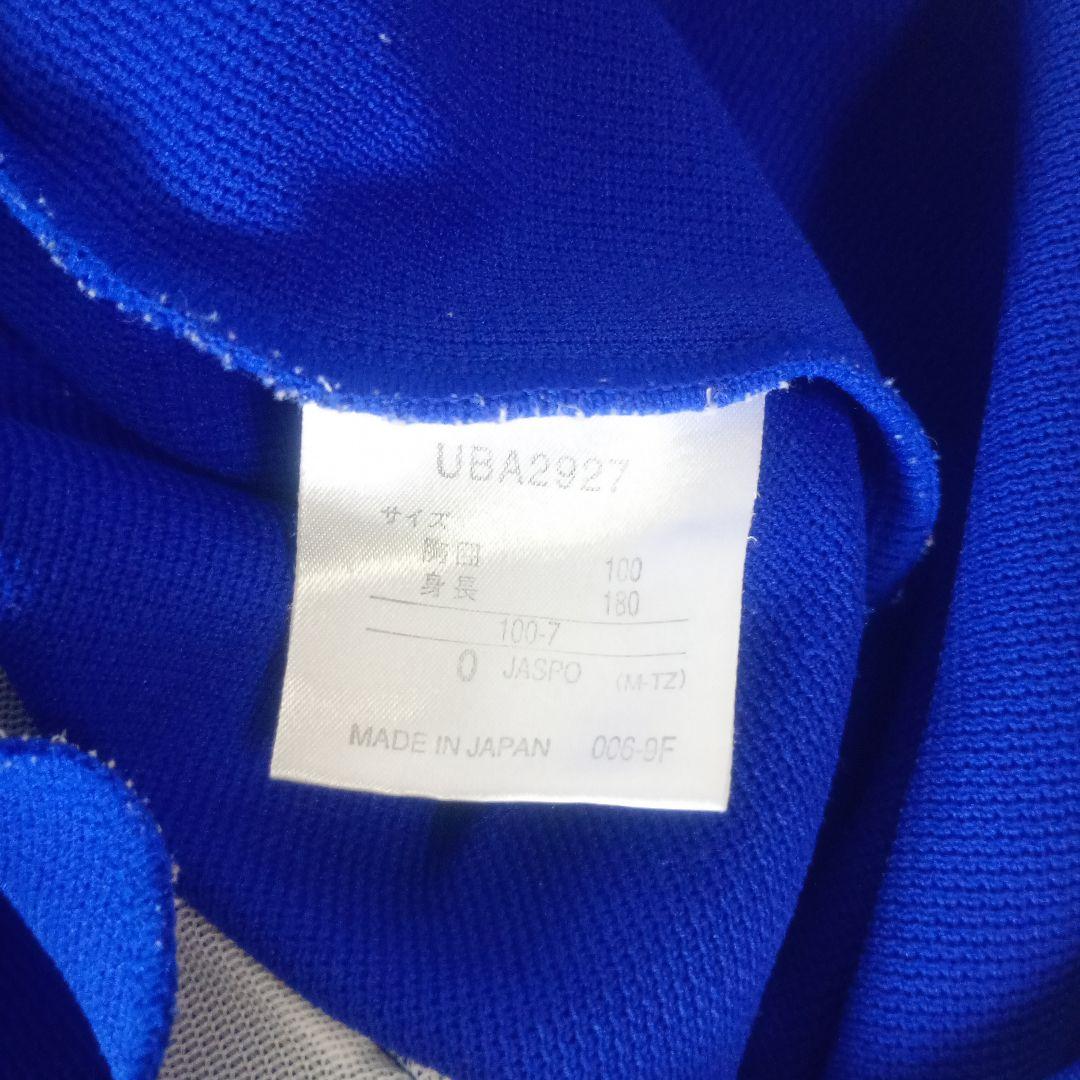 UBA2927
サイズ
胸囲 100
身長 180
100-7
O JASPO (M-TZ)
MADE IN JAPAN 006-9F